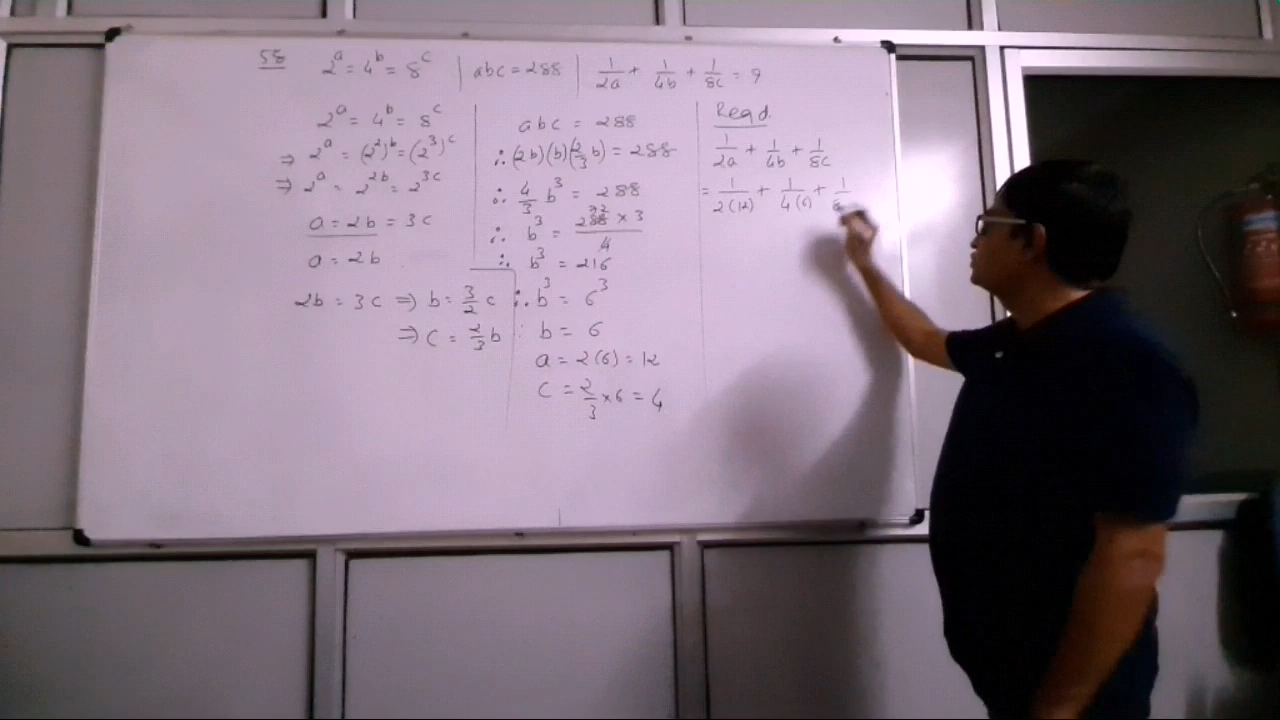 58 2^a = 4^b = 8^c | abc = 288 | 1/2a + 1/4b + 1/8c = ?
2^a = 4^b = 8^c
⇒ 2^a = (2^2)^b = (2^3)^c
⇒ 2^a = 2^2b = 2^3c
a = 2b = 3c
a = 2b
2b = 3c ⇒ b = 3/2 c
⇒ c = 2/3 b
abc = 288
∴ (2b)(b)(2/3 b) = 288
∴ 4/3 b^3 = 288
72
∴ b^3 = 288 × 3 / 4
∴ b^3 = 216
∴ b^3 = 6^3
: b = 6
a = 2(6) = 12
c = 2/3 × 6 = 4
Reqd.
1/2a + 1/4b + 1/8c
= 1/2(12) + 1/4(6) + 1/8